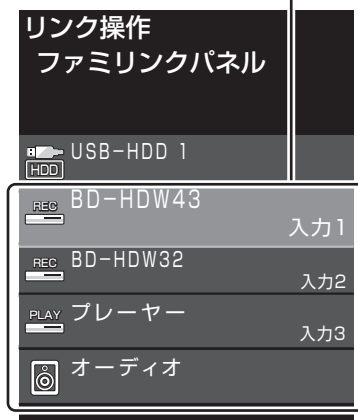 リンク操作
ファミリンクパネル
HDD
USB-HDD 1
REC
BD-HDW43
入力1
REC
BD-HDW32
入力2
PLAY
プレーヤー
入力3
オーディオ